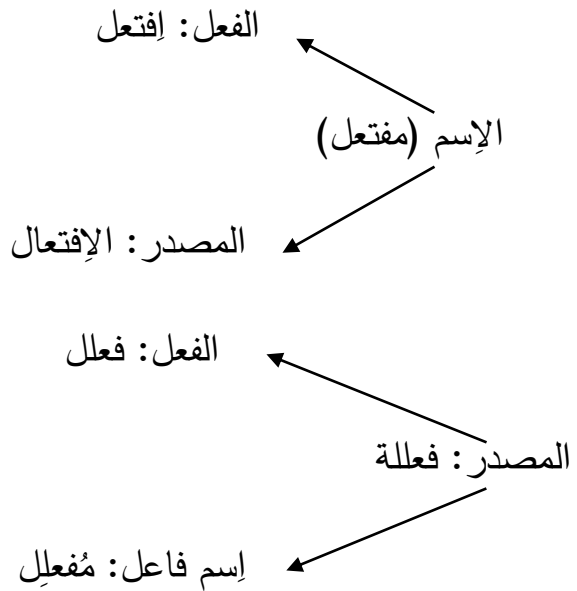 الفعل: اِفتعل
الاِسم (مفتعل)
المصدر: الاِفتعال
الفعل: فعلل
المصدر: فعللة
اِسم فاعل: مُفعلِل